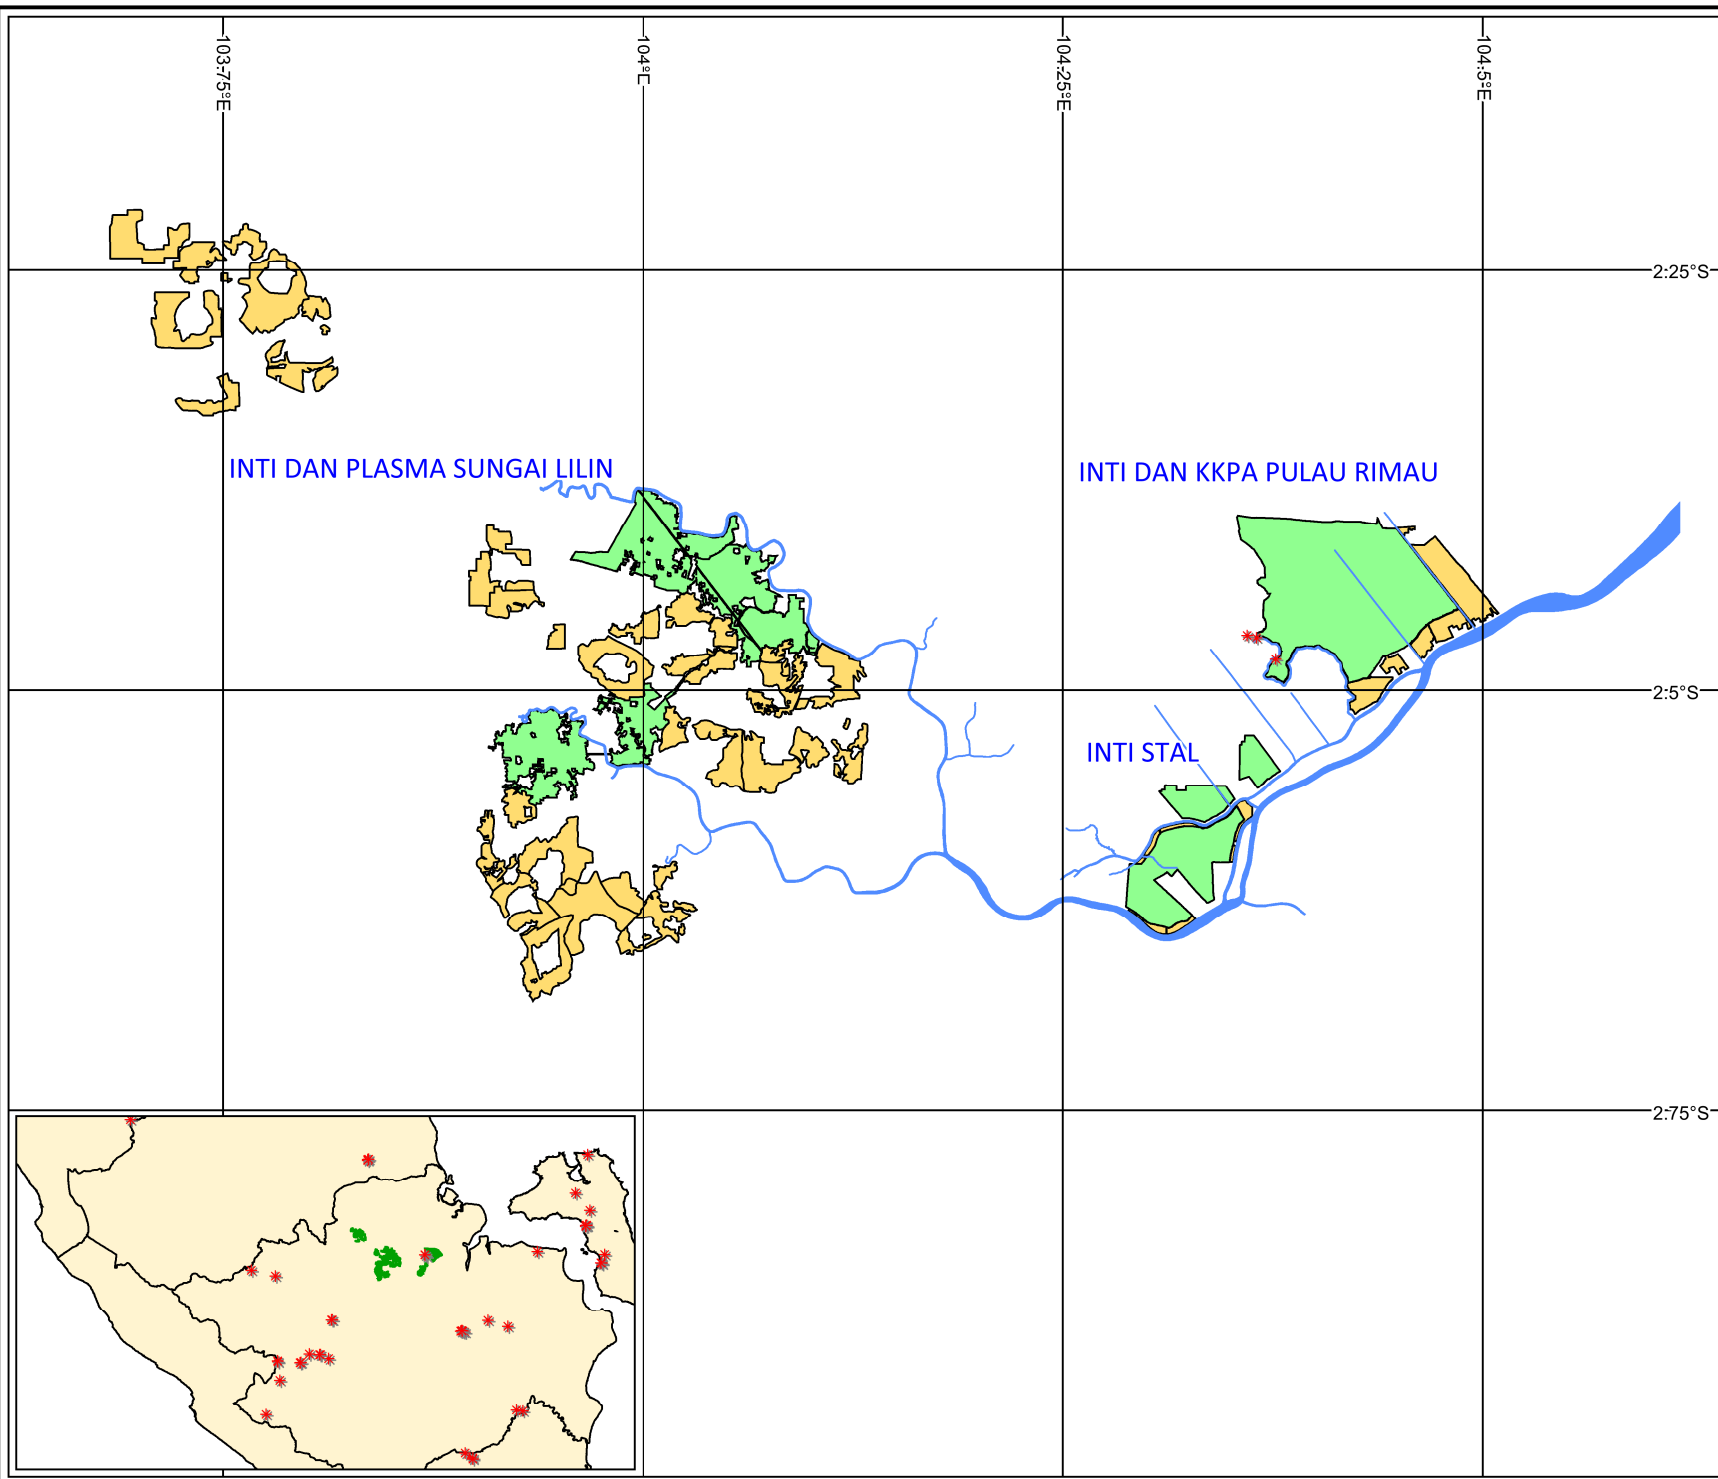 103:75°E
104°E
104:25°E
104:5°E
2:25°S
INTI DAN PLASMA SUNGAI LILIN
INTI DAN KKPA PULAU RIMAU
2:5°S
INTI STAL
2:75°S